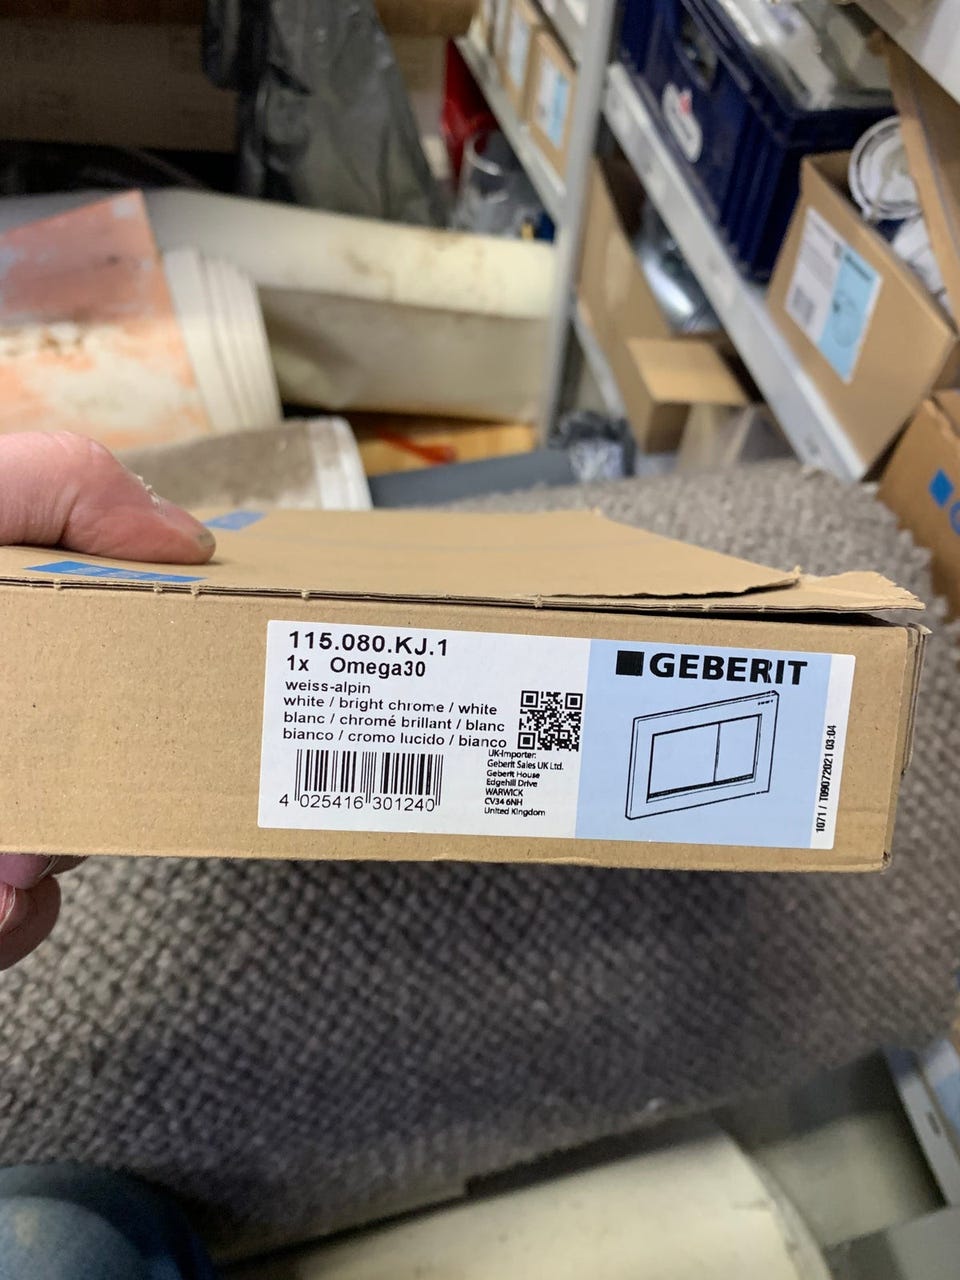 115.080.KJ.1
1x Omega30
weiss-alpin
white / bright chrome / white
blanc / chromé brillant / blanc
bianco / cromo lucido / bianco
4 025416 301240
UK-Importer:
Geberit Sales UK Ltd.
Geberit House
Edgehill Drive
WARWICK
CV34 6NH
United Kingdom
GEBERIT
1071 / T09072021 03:04